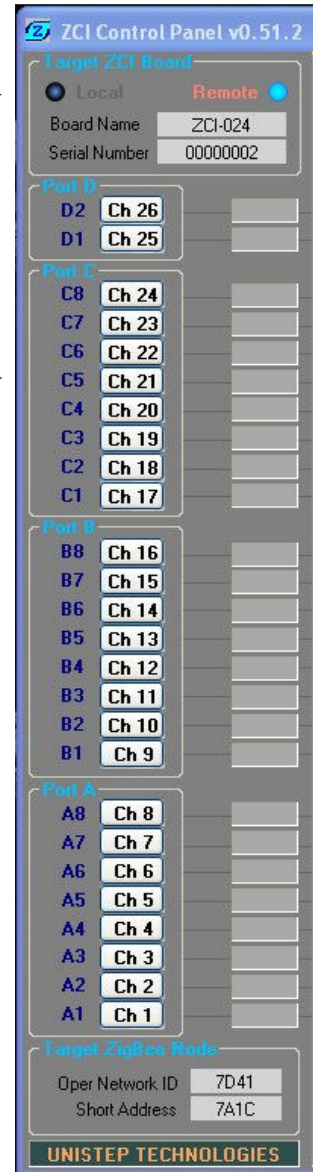 ZCI Control Panel v0.51.2
Target ZCI Board
Local Remote
Board Name ZCI-024
Serial Number 00000002
Port D
D2 Ch 26
D1 Ch 25
Port C
C8 Ch 24
C7 Ch 23
C6 Ch 22
C5 Ch 21
C4 Ch 20
C3 Ch 19
C2 Ch 18
C1 Ch 17
Port B
B8 Ch 16
B7 Ch 15
B6 Ch 14
B5 Ch 13
B4 Ch 12
B3 Ch 11
B2 Ch 10
B1 Ch 9
Port A
A8 Ch 8
A7 Ch 7
A6 Ch 6
A5 Ch 5
A4 Ch 4
A3 Ch 3
A2 Ch 2
A1 Ch 1
Target ZigBee Node
Oper Network ID 7D41
Short Address 7A1C
UNISTEP TECHNOLOGIES